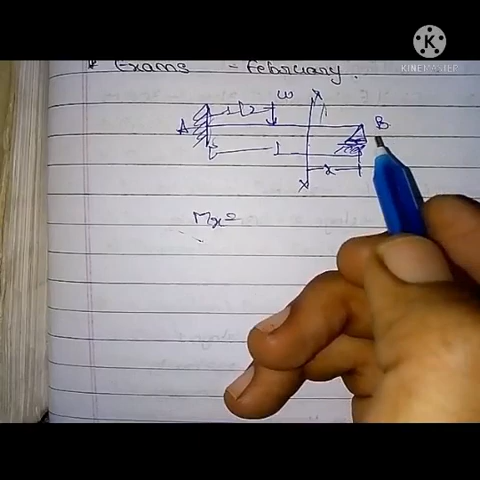 Exams - February.
KINEMASTER
l/2 w X
A B
l
x
X
Mx=